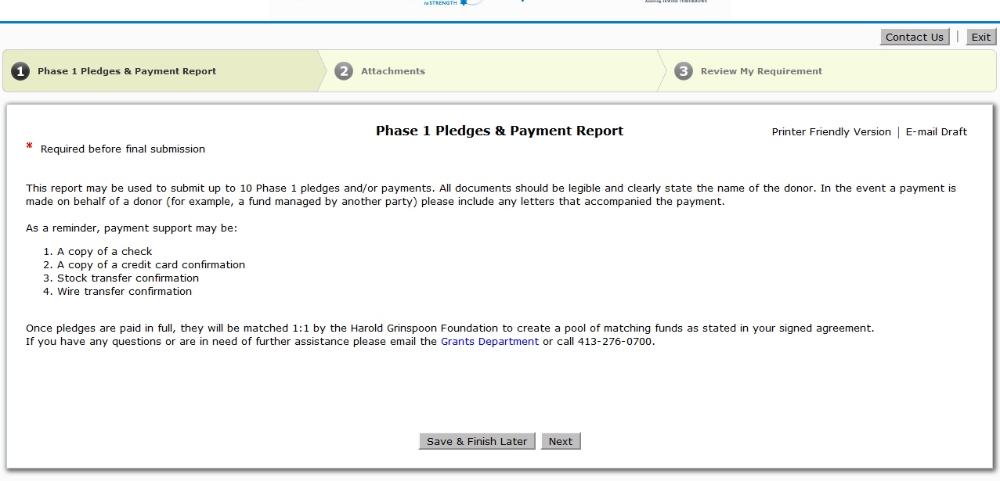 to STRENGTH
Assuring JEWISH TOMORROWS
Contact Us | Exit
1 Phase 1 Pledges & Payment Report
2 Attachments
3 Review My Requirement
Phase 1 Pledges & Payment Report
Printer Friendly Version | E-mail Draft
* Required before final submission
This report may be used to submit up to 10 Phase 1 pledges and/or payments. All documents should be legible and clearly state the name of the donor. In the event a payment is
made on behalf of a donor (for example, a fund managed by another party) please include any letters that accompanied the payment.
As a reminder, payment support may be:
1. A copy of a check
2. A copy of a credit card confirmation
3. Stock transfer confirmation
4. Wire transfer confirmation
Once pledges are paid in full, they will be matched 1:1 by the Harold Grinspoon Foundation to create a pool of matching funds as stated in your signed agreement.
If you have any questions or are in need of further assistance please email the Grants Department or call 413-276-0700.
Save & Finish Later
Next